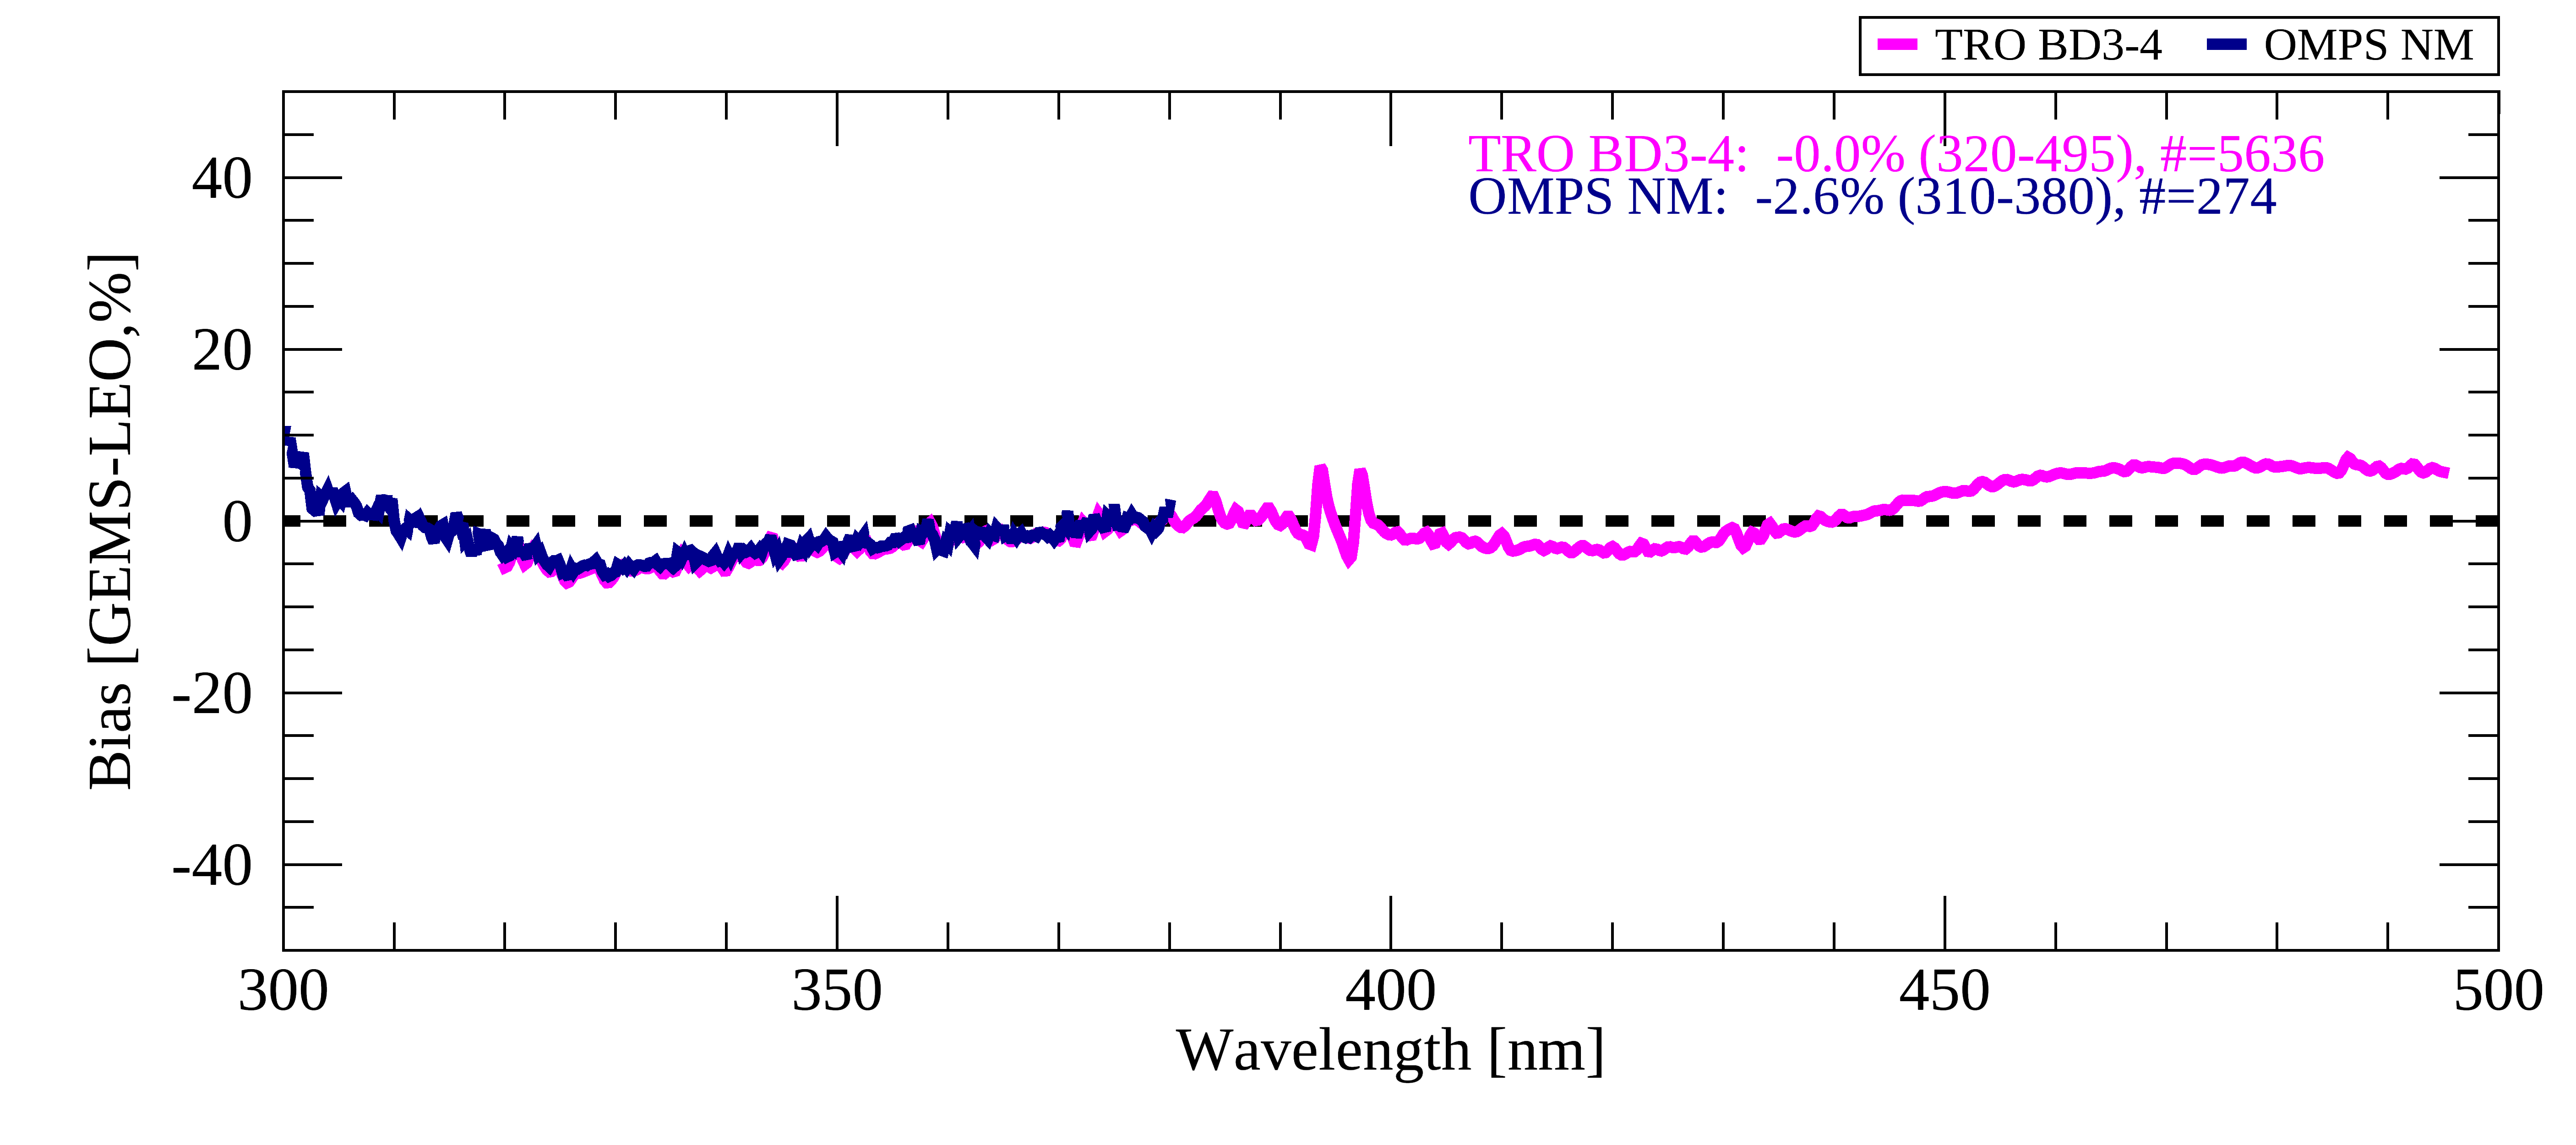 TRO BD3-4 OMPS NM
TRO BD3-4: -0.0% (320-495), #=5636
OMPS NM: -2.6% (310-380), #=274
Bias [GEMS-LEO,%]
40
20
0
-20
-40
300 350 400 450 500
Wavelength [nm]